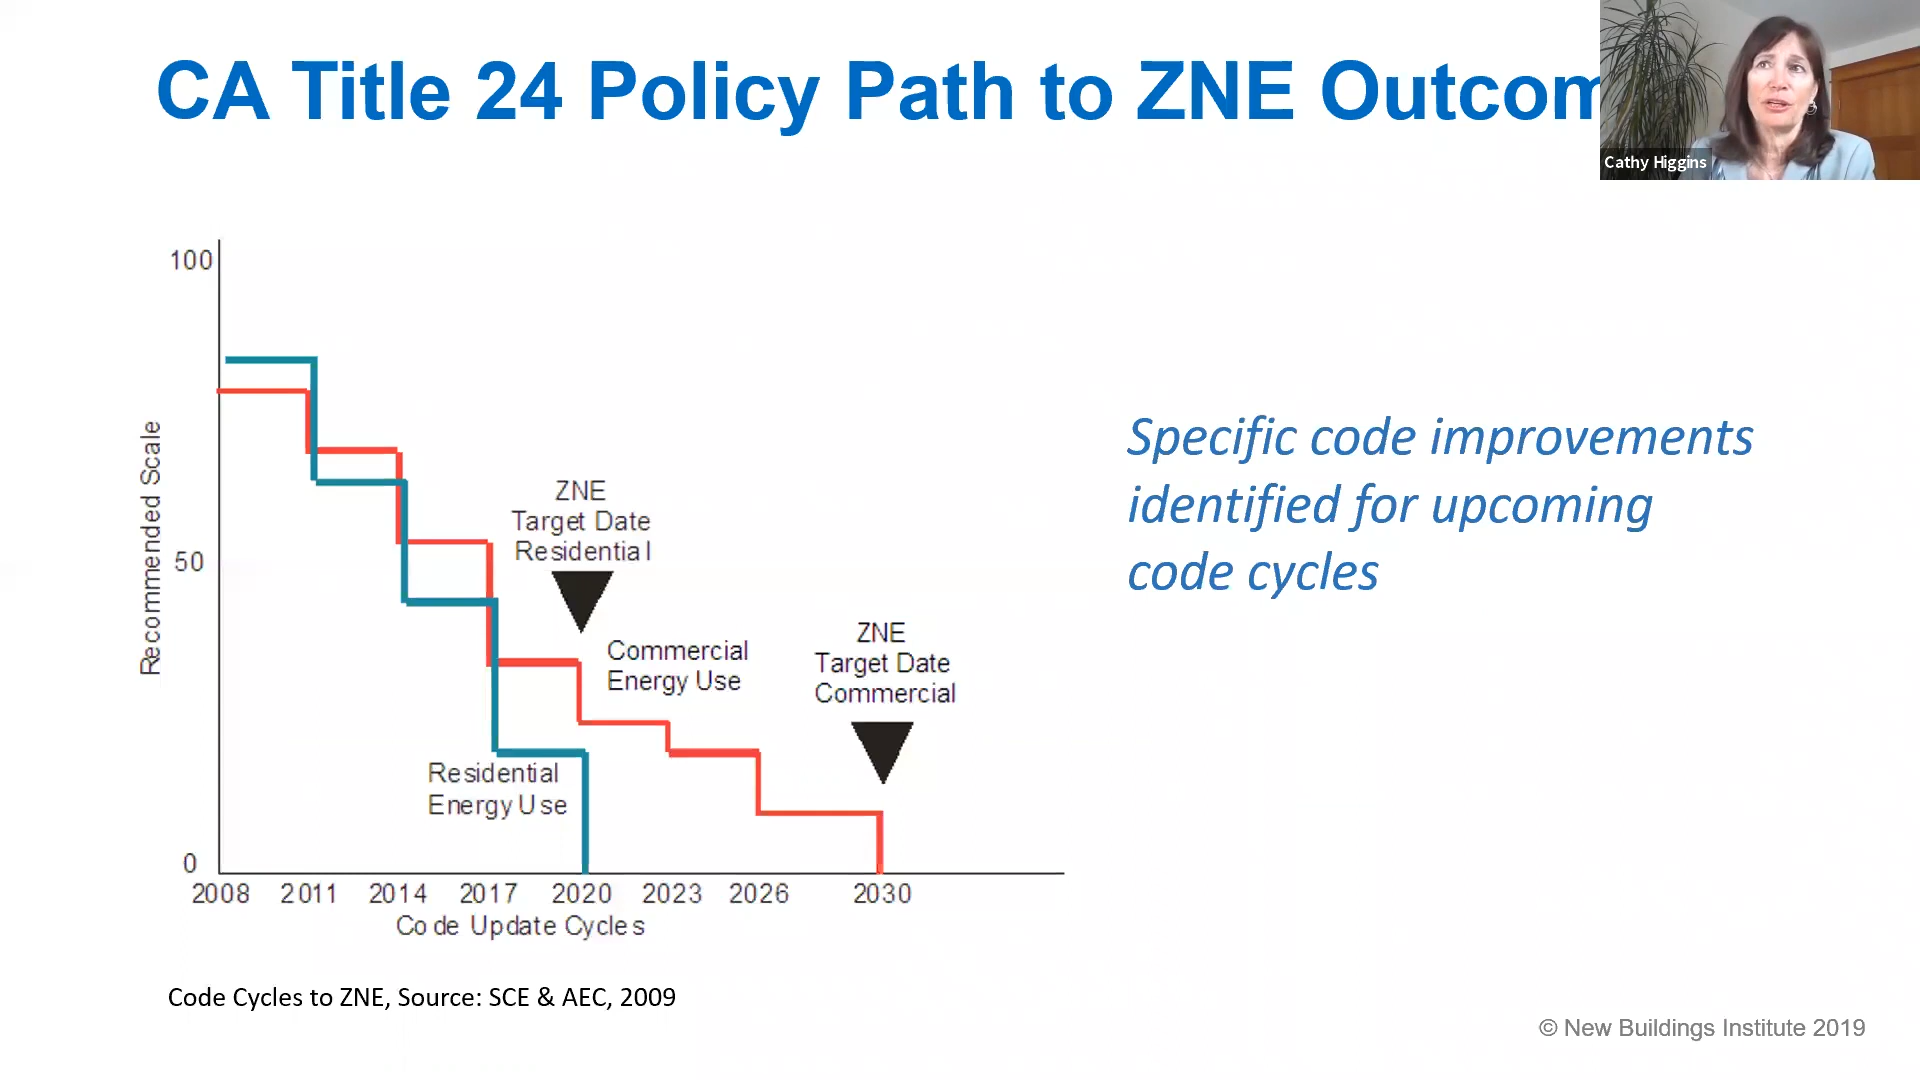 CA Title 24 Policy Path to ZNE Outcom
Cathy Higgins
100
50
0
Recommended Scale
ZNE
Target Date
Residential
Commercial
Energy Use
ZNE
Target Date
Commercial
Residential
Energy Use
2008 2011 2014 2017 2020 2023 2026 2030
Code Update Cycles
Specific code improvements
identified for upcoming
code cycles
Code Cycles to ZNE, Source: SCE & AEC, 2009
© New Buildings Institute 2019